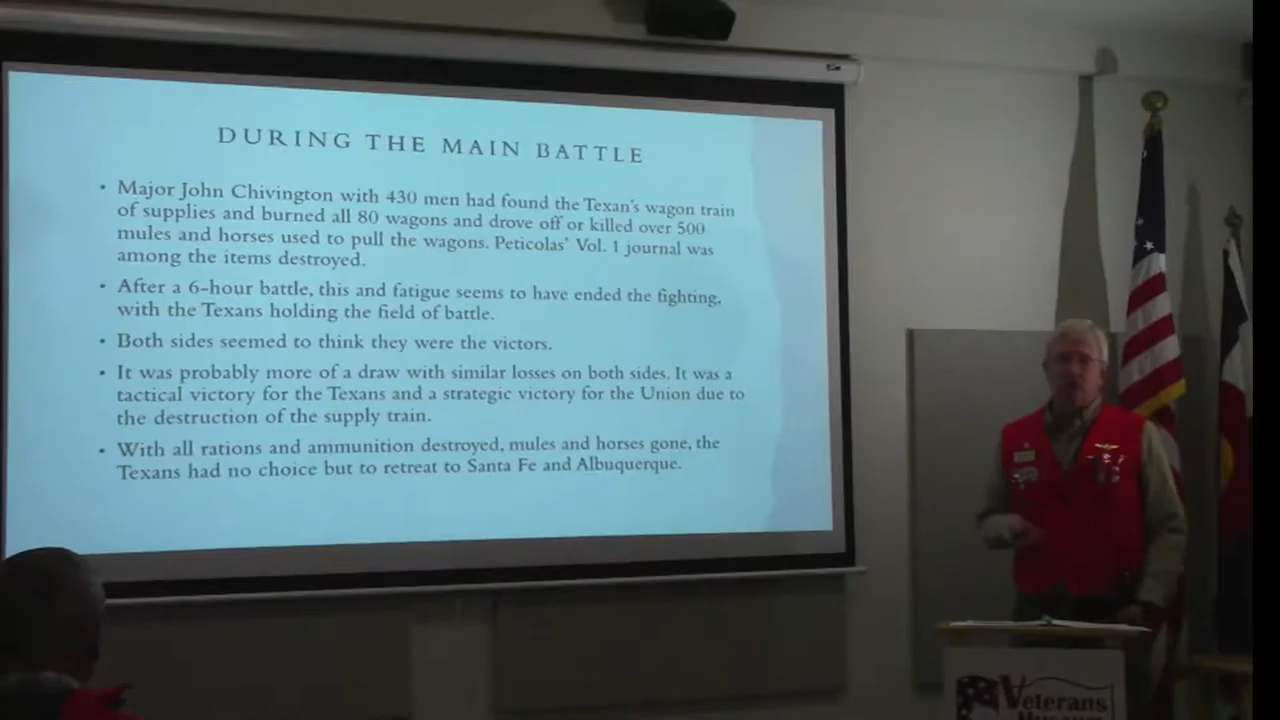 DURING THE MAIN BATTLE
• Major John Chivington with 430 men had found the Texan's wagon train
of supplies and burned all 80 wagons and drove off or killed over 500
mules and horses used to pull the wagons. Peticolas' Vol. 1 journal was
among the items destroyed.
• After a 6-hour battle, this and fatigue seems to have ended the fighting,
with the Texans holding the field of battle.
• Both sides seemed to think they were the victors.
• It was probably more of a draw with similar losses on both sides. It was a
tactical victory for the Texans and a strategic victory for the Union due to
the destruction of the supply train.
• With all rations and ammunition destroyed, mules and horses gone, the
Texans had no choice but to retreat to Santa Fe and Albuquerque.
Veterans
Museum